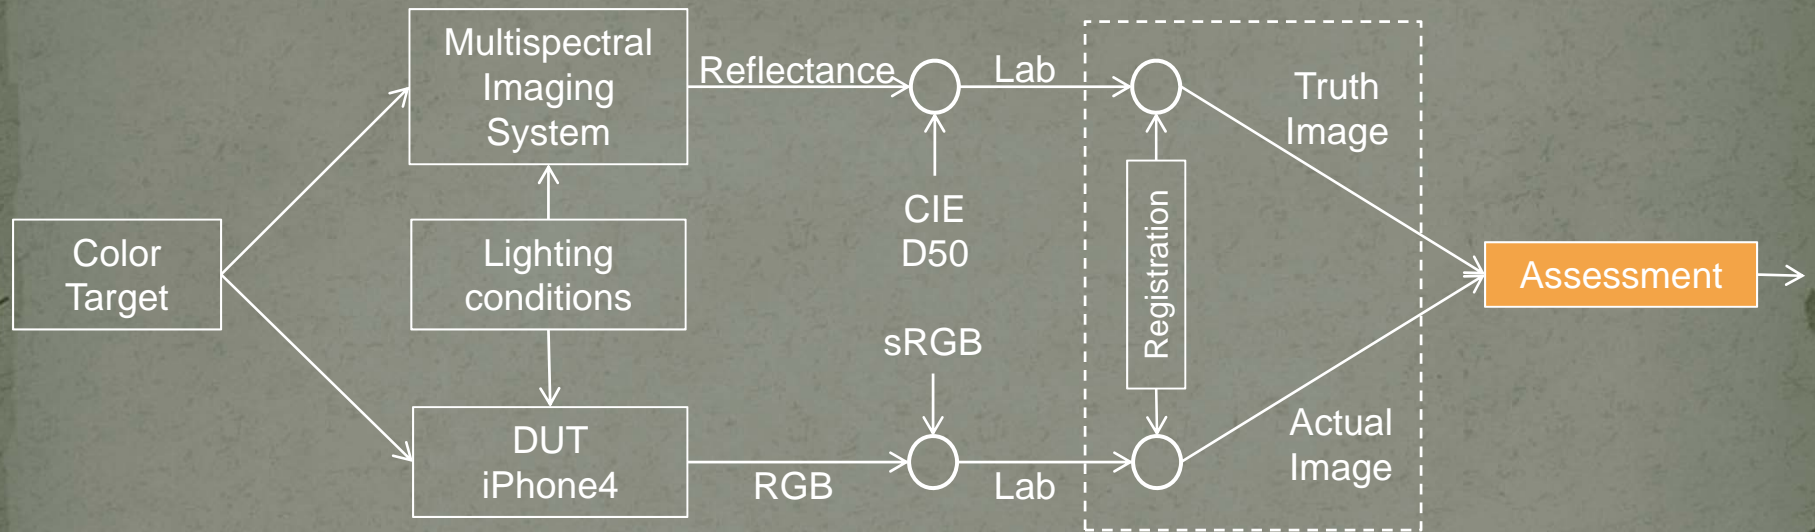 Multispectral
Imaging
System
Reflectance
Lab
Truth
Image
Color
Target
Lighting
conditions
CIE
D50
Registration
Assessment
sRGB
DUT
iPhone4
RGB
Lab
Actual
Image